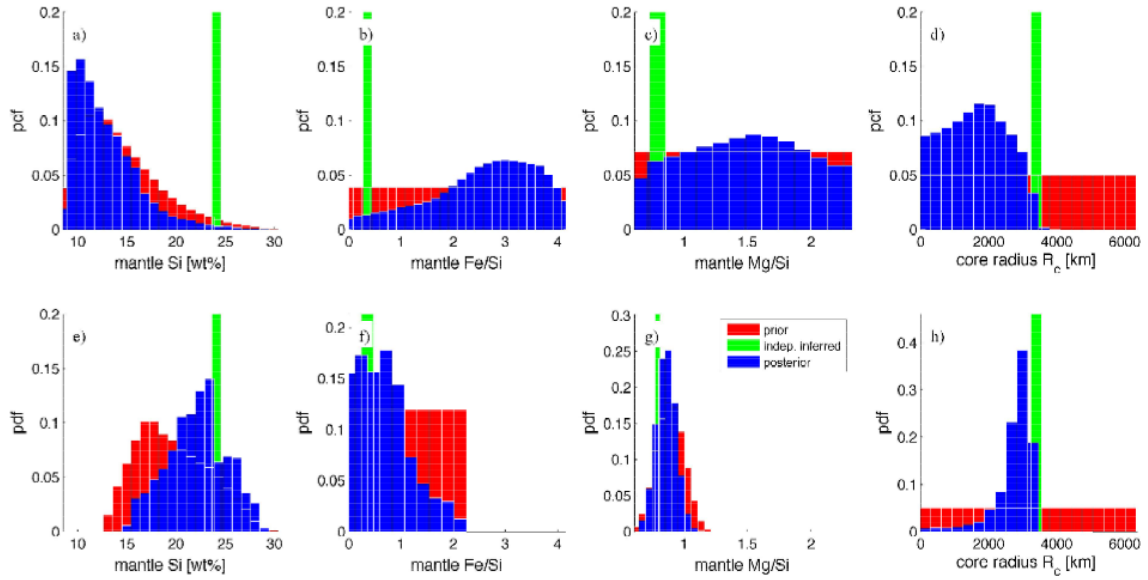 a)
0.2
0.15
0.1
0.05
0
pcf
10 15 20 25 30
mantle Si [wt%]
b)
0.2
0.15
0.1
0.05
0
pcf
0 1 2 3 4
mantle Fe/Si
c)
0.2
0.15
0.1
0.05
0
pcf
1 1.5 2
mantle Mg/Si
d)
0.2
0.15
0.1
0.05
0
pcf
0 2000 4000 6000
core radius R_c [km]
e)
0.2
0.15
0.1
0.05
0
pdf
10 15 20 25 30
mantle Si [wt%]
f)
0.2
0.15
0.1
0.05
0
pdf
0 1 2 3 4
mantle Fe/Si
g)
0.3
0.25
0.2
0.15
0.1
0.05
0
pdf
1 1.5 2
mantle Mg/Si
prior
indep. inferred
posterior
h)
0.4
0.3
0.2
0.1
0
pdf
0 2000 4000 6000
core radius R_c [km]